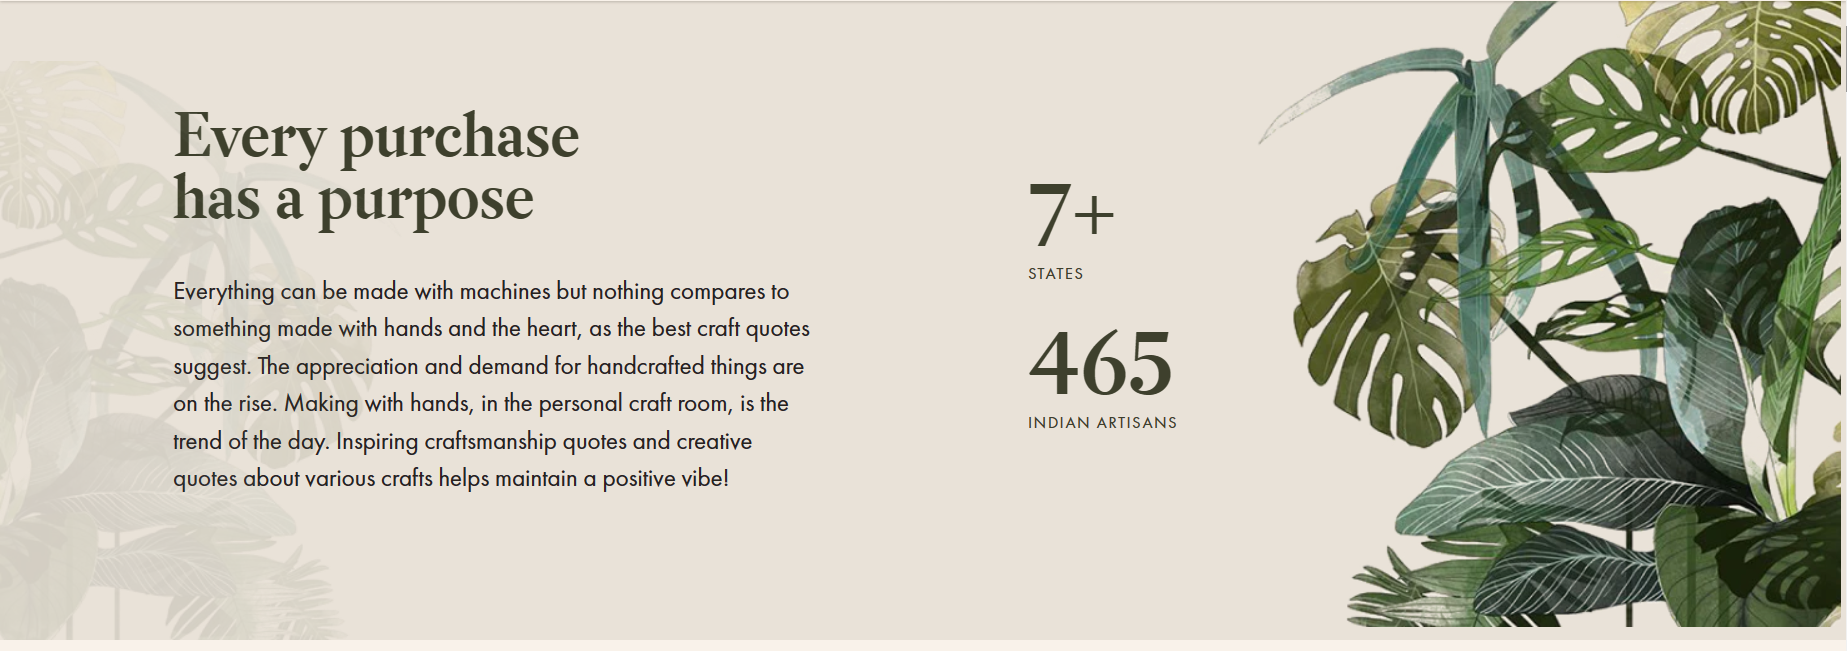 Every purchase
has a purpose
Everything can be made with machines but nothing compares to
something made with hands and the heart, as the best craft quotes
suggest. The appreciation and demand for handcrafted things are
on the rise. Making with hands, in the personal craft room, is the
trend of the day. Inspiring craftsmanship quotes and creative
quotes about various crafts helps maintain a positive vibe!
7+
STATES
465
INDIAN ARTISANS